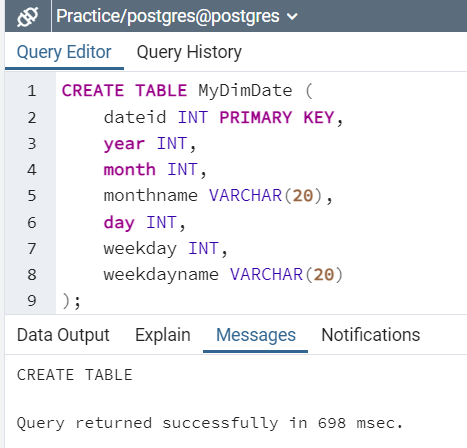 Practice/postgres@postgres
Query Editor Query History
1 CREATE TABLE MyDimDate (
2 dateid INT PRIMARY KEY,
3 year INT,
4 month INT,
5 monthname VARCHAR(20),
6 day INT,
7 weekday INT,
8 weekdayname VARCHAR(20)
9 );
Data Output Explain Messages Notifications
CREATE TABLE
Query returned successfully in 698 msec.